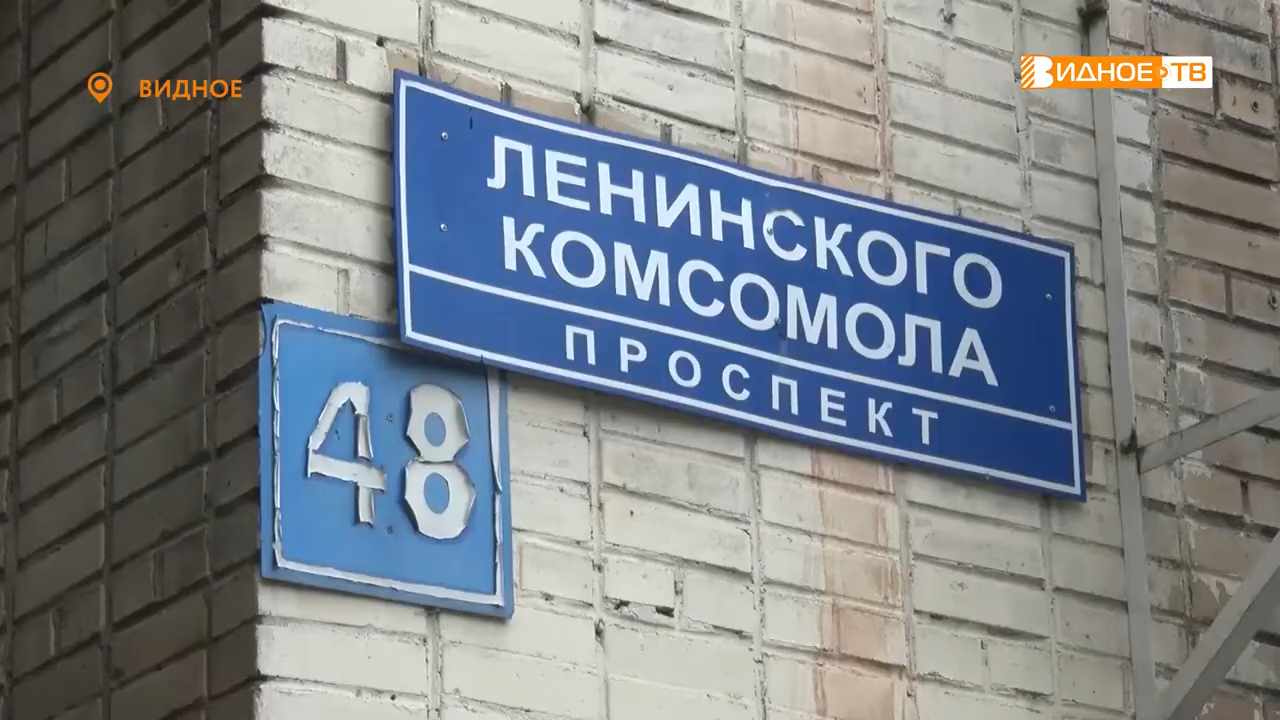 ВИДНОЕ
ВИДНОЕ ТВ
ЛЕНИНСКОГО
КОМСОМОЛА
ПРОСПЕКТ
48